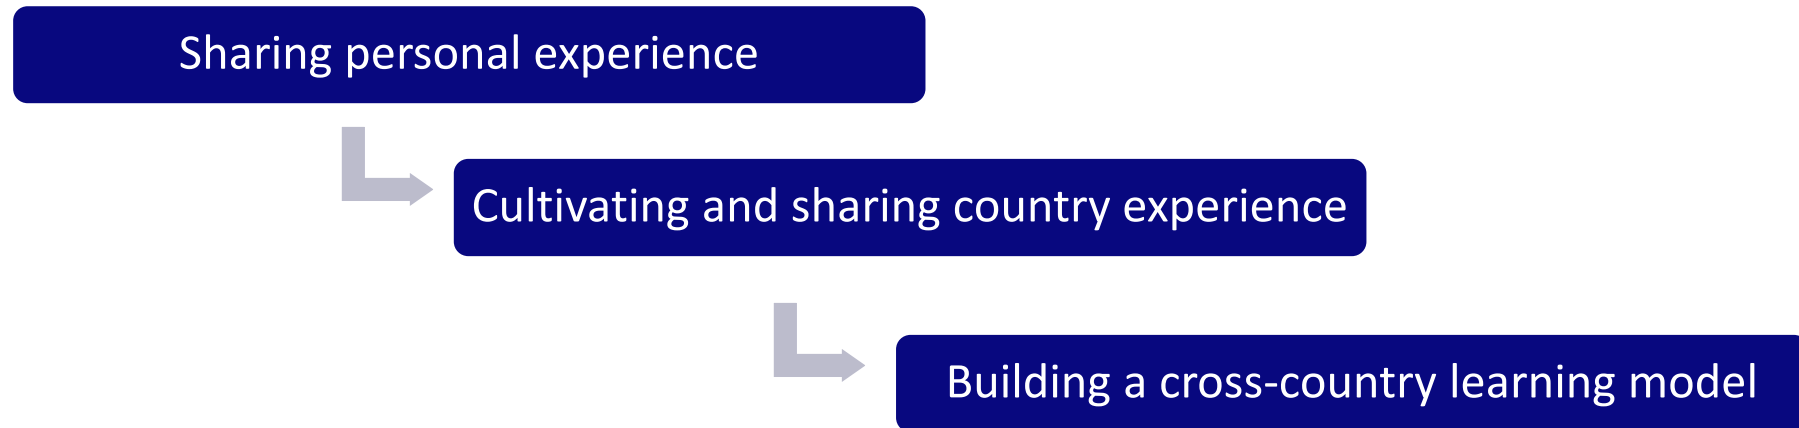 Sharing personal experience
Cultivating and sharing country experience
Building a cross-country learning model